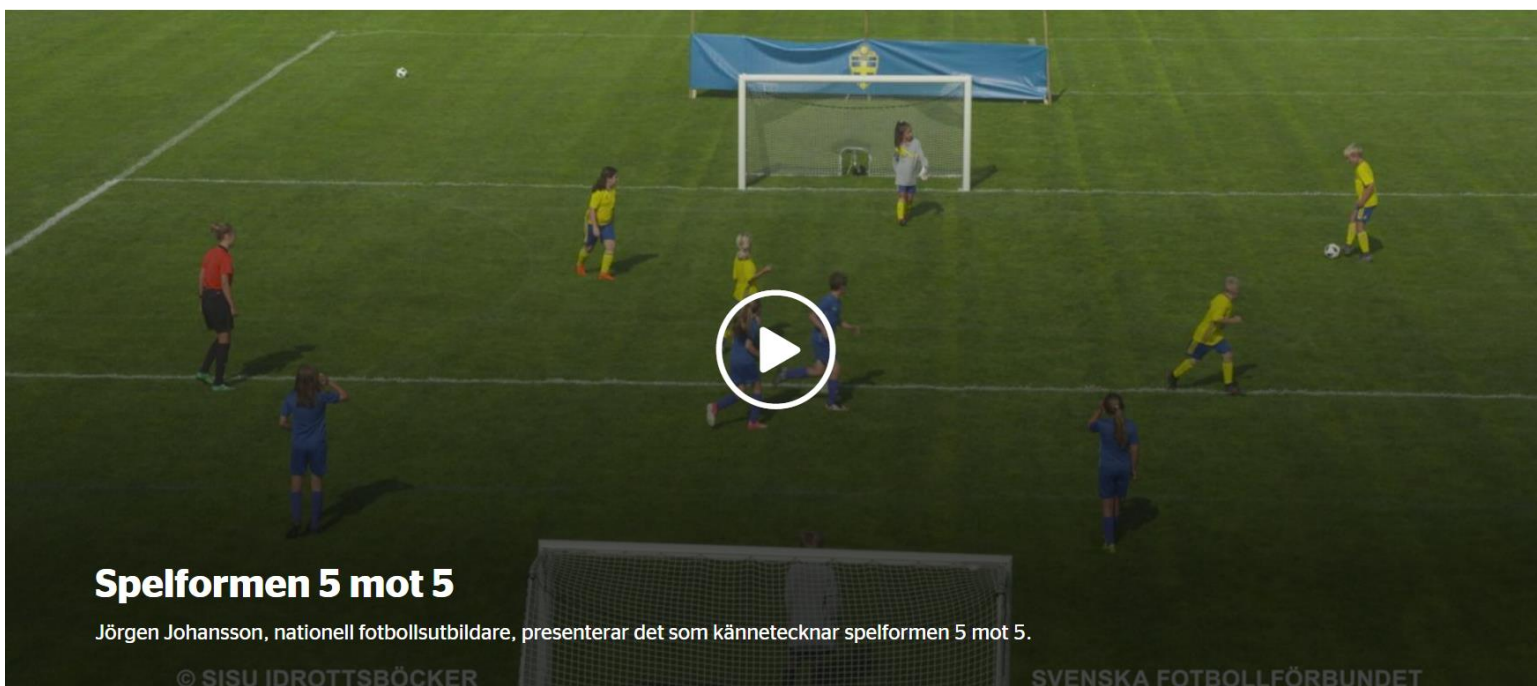 Spelformen 5 mot 5
Jörgen Johansson, nationell fotbollsutbildare, presenterar det som kännetecknar spelformen 5 mot 5.
© SISU IDROTTSBÖCKER SVENSKA FOTBOLLFÖRBUNDET